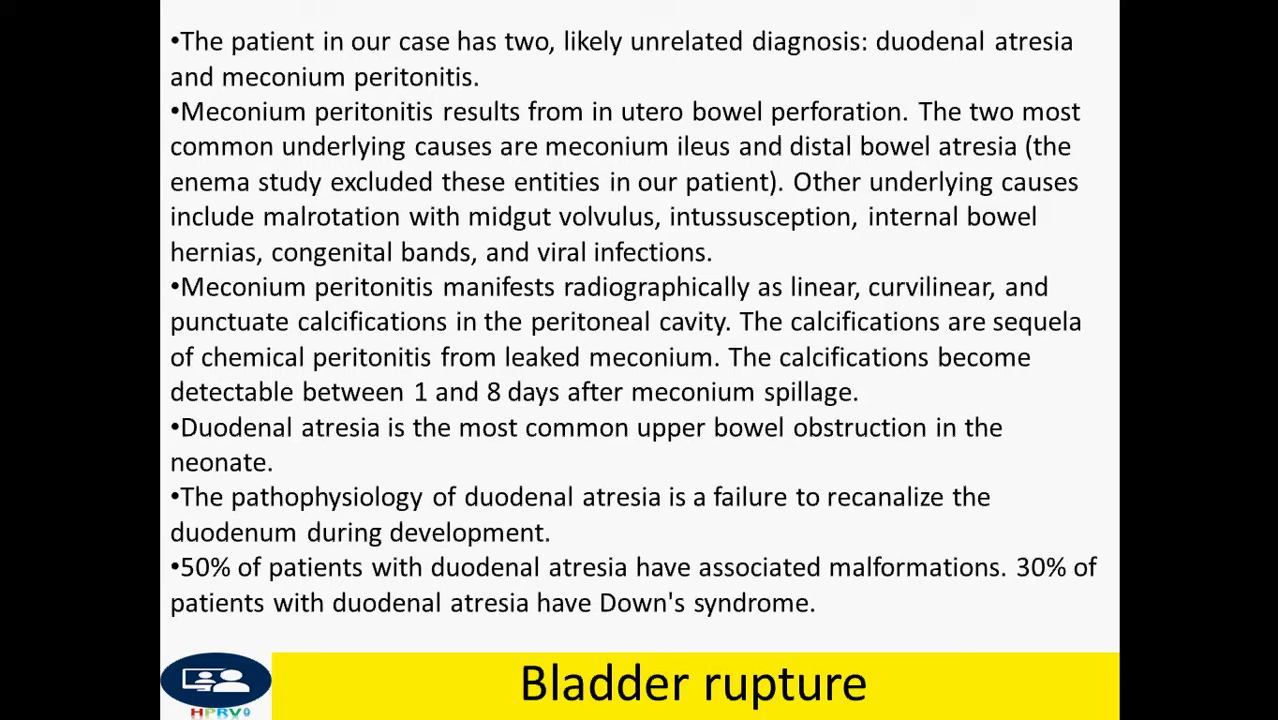 •The patient in our case has two, likely unrelated diagnosis: duodenal atresia
and meconium peritonitis.
•Meconium peritonitis results from in utero bowel perforation. The two most
common underlying causes are meconium ileus and distal bowel atresia (the
enema study excluded these entities in our patient). Other underlying causes
include malrotation with midgut volvulus, intussusception, internal bowel
hernias, congenital bands, and viral infections.
•Meconium peritonitis manifests radiographically as linear, curvilinear, and
punctuate calcifications in the peritoneal cavity. The calcifications are sequela
of chemical peritonitis from leaked meconium. The calcifications become
detectable between 1 and 8 days after meconium spillage.
•Duodenal atresia is the most common upper bowel obstruction in the
neonate.
•The pathophysiology of duodenal atresia is a failure to recanalize the
duodenum during development.
•50% of patients with duodenal atresia have associated malformations. 30% of
patients with duodenal atresia have Down's syndrome.
Bladder rupture